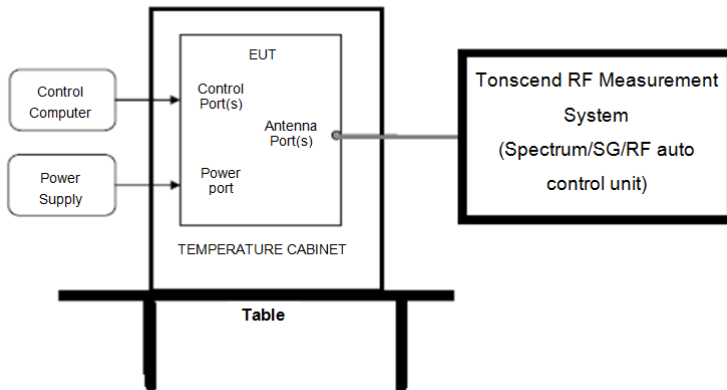 EUT
Control
Computer
Control
Port(s)
Antenna
Port(s)
Power
Supply
Power
port
TEMPERATURE CABINET
Table
Tonscend RF Measurement
System
(Spectrum/SG/RF auto
control unit)